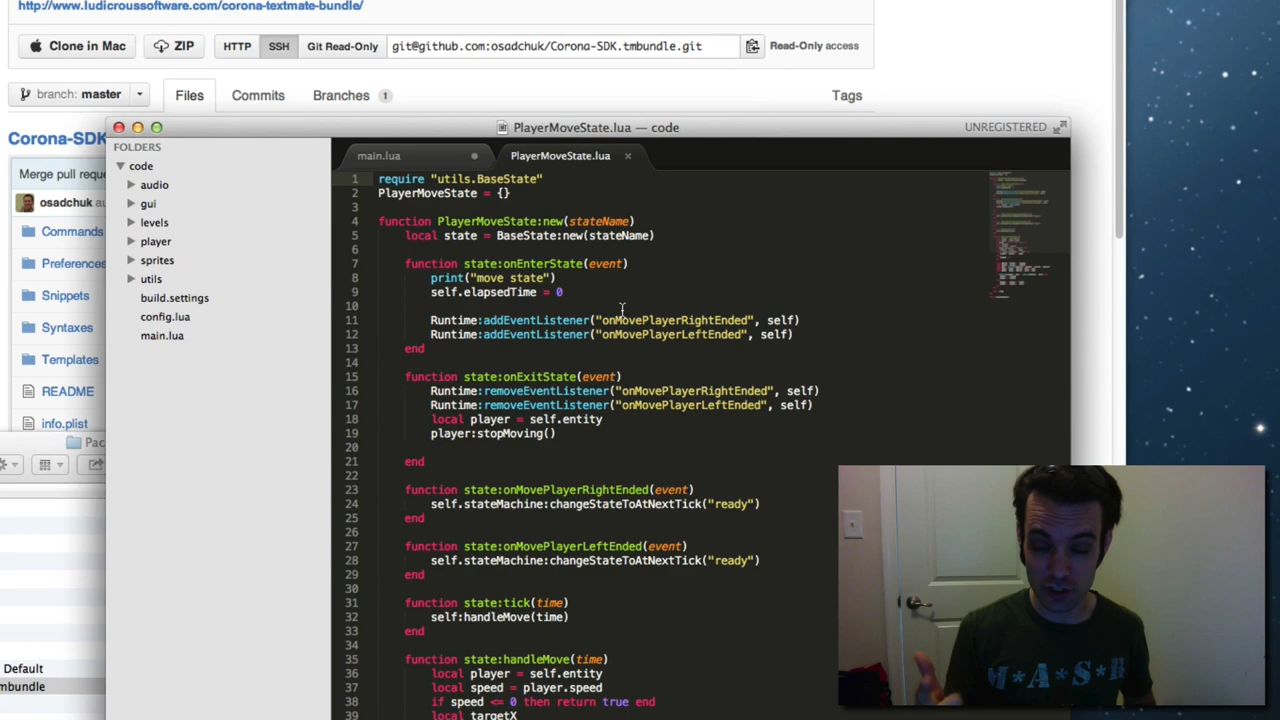 http://www.ludicroussoftware.com/corona-textmate-bundle/
Clone in Mac ZIP HTTP SSH Git Read-Only git@github.com:osadchuk/Corona-SDK.tmbundle.git Read-Only access
branch: master Files Commits Branches 1 Tags
Corona-SDK
Merge pull reque
osadchuk au
Commands
Preferences
Snippets
Syntaxes
Templates
README
info.plist
Pac
Default
mbundle
PlayerMoveState.lua — code
UNREGISTERED
FOLDERS
code
audio
gui
levels
player
sprites
utils
build.settings
config.lua
main.lua
main.lua PlayerMoveState.lua
1 require "utils.BaseState"
2 PlayerMoveState = {}
3
4 function PlayerMoveState:new(stateName)
5 local state = BaseState:new(stateName)
6
7 function state:onEnterState(event)
8 print("move state")
9 self.elapsedTime = 0
10
11 Runtime:addEventListener("onMovePlayerRightEnded", self)
12 Runtime:addEventListener("onMovePlayerLeftEnded", self)
13 end
14
15 function state:onExitState(event)
16 Runtime:removeEventListener("onMovePlayerRightEnded", self)
17 Runtime:removeEventListener("onMovePlayerLeftEnded", self)
18 local player = self.entity
19 player:stopMoving()
20
21 end
22
23 function state:onMovePlayerRightEnded(event)
24 self.stateMachine:changeStateToAtNextTick("ready")
25 end
26
27 function state:onMovePlayerLeftEnded(event)
28 self.stateMachine:changeStateToAtNextTick("ready")
29 end
30
31 function state:tick(time)
32 self:handleMove(time)
33 end
34
35 function state:handleMove(time)
36 local player = self.entity
37 local speed = player.speed
38 if speed <= 0 then return true end
39 local targetX
M*A*S*H